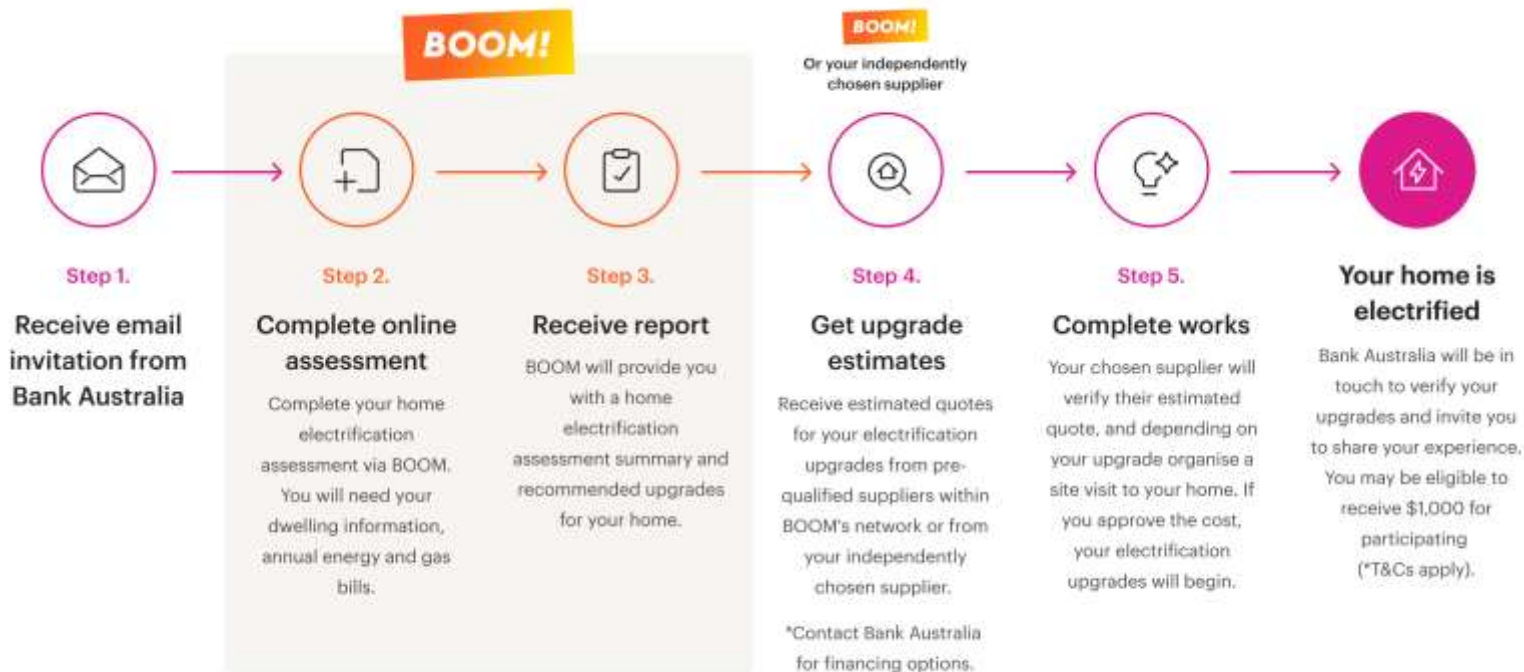 BOOM!
BOOM!
Or your independently
chosen supplier
Step 1.
Receive email
invitation from
Bank Australia
Step 2.
Complete online
assessment
Complete your home
electrification
assessment via BOOM.
You will need your
dwelling information,
annual energy and gas
bills.
Step 3.
Receive report
BOOM will provide you
with a home
electrification
assessment summary and
recommended upgrades
for your home.
Step 4.
Get upgrade
estimates
Receive estimated quotes
for your electrification
upgrades from pre-
qualified suppliers within
BOOM's network or from
your independently
chosen supplier.
*Contact Bank Australia
for financing options.
Step 5.
Complete works
Your chosen supplier will
verify their estimated
quote, and depending on
your upgrade organise a
site visit to your home. If
you approve the cost,
your electrification
upgrades will begin.
Your home is
electrified
Bank Australia will be in
touch to verify your
upgrades and invite you
to share your experience.
You may be eligible to
receive $1,000 for
participating
(*T&Cs apply).